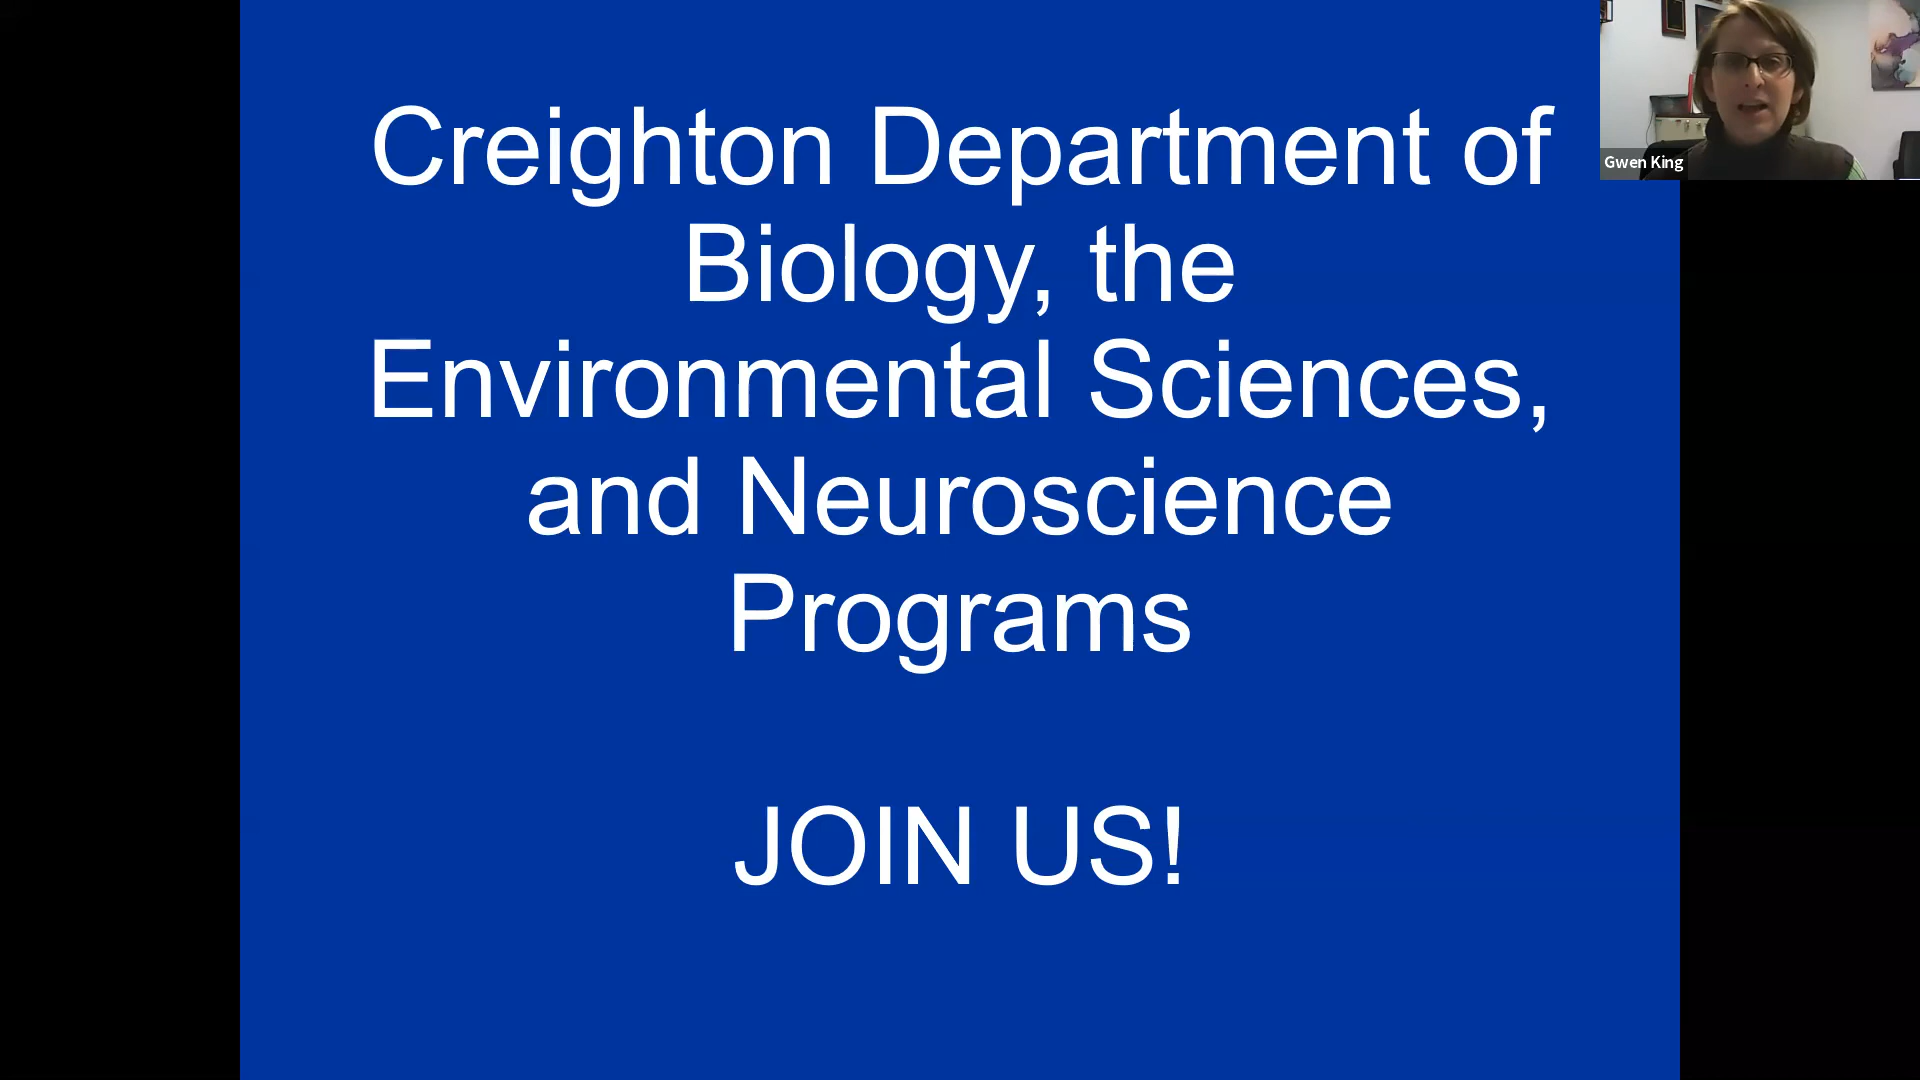 Creighton Department of
Biology, the
Environmental Sciences,
and Neuroscience
Programs
JOIN US!
Gwen King